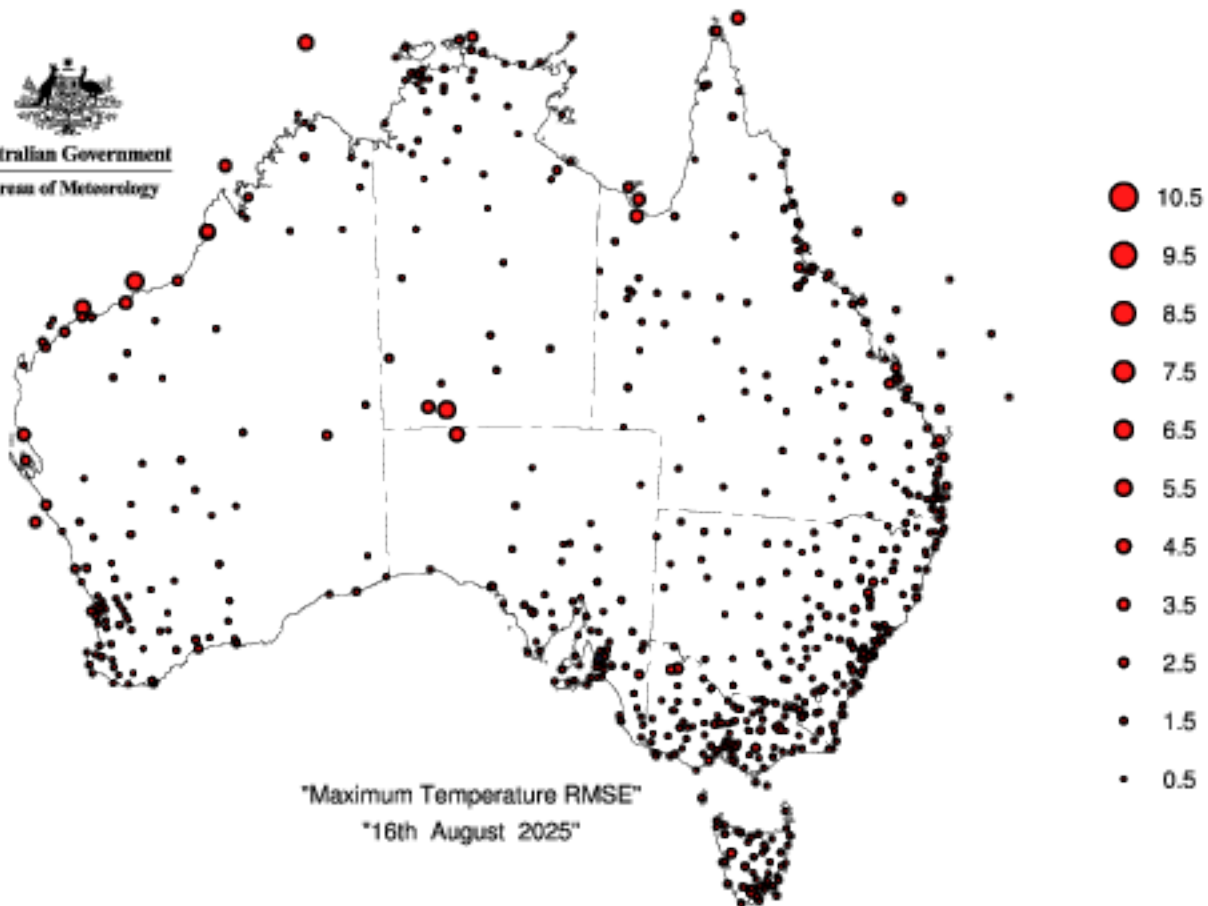 tralian Government
reau of Meteorology
10.5
9.5
8.5
7.5
6.5
5.5
4.5
3.5
2.5
1.5
0.5
"Maximum Temperature RMSE"
"16th August 2025"